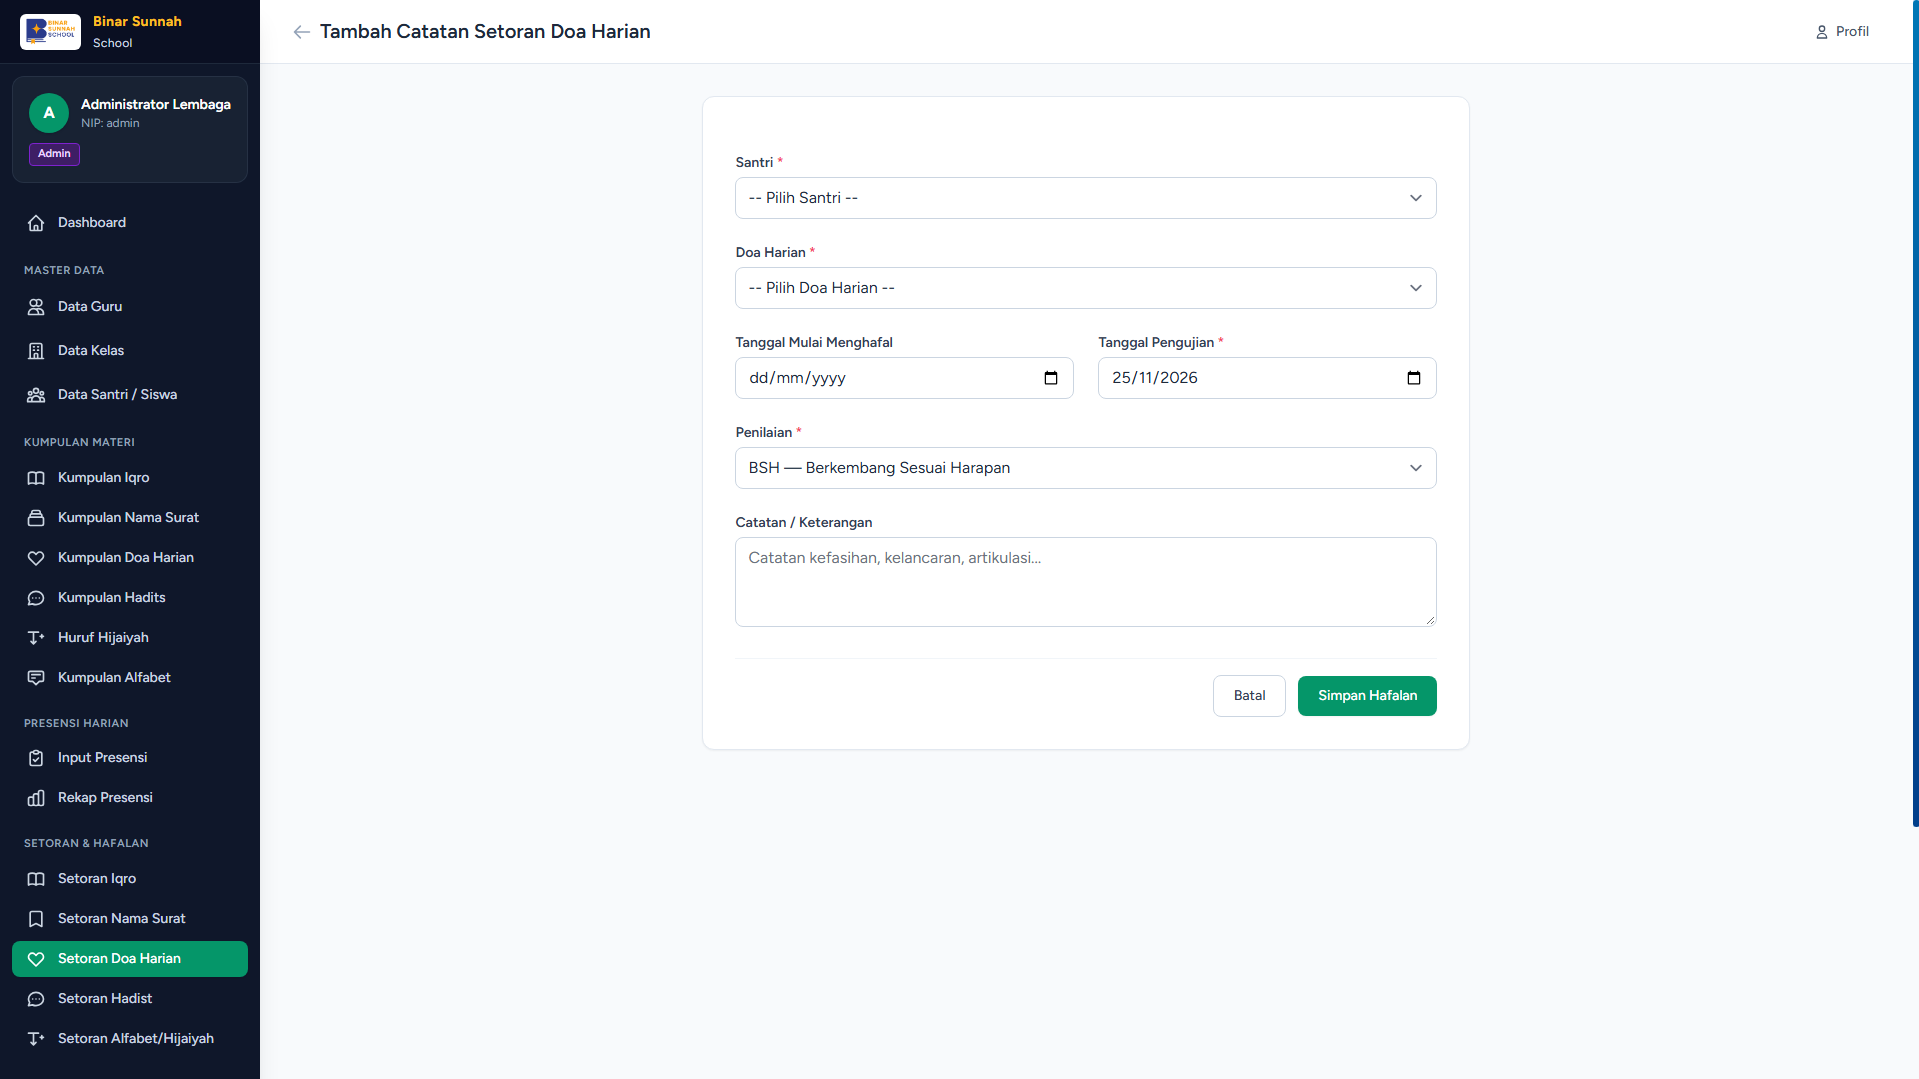 BINAR
SUNNAH
SCHOOL
Binar Sunnah
School
A
Administrator Lembaga
NIP: admin
Admin
Dashboard
MASTER DATA
Data Guru
Data Kelas
Data Santri / Siswa
KUMPULAN MATERI
Kumpulan Iqro
Kumpulan Nama Surat
Kumpulan Doa Harian
Kumpulan Hadits
Huruf Hijaiyah
Kumpulan Alfabet
PRESENSI HARIAN
Input Presensi
Rekap Presensi
SETORAN & HAFALAN
Setoran Iqro
Setoran Nama Surat
Setoran Doa Harian
Setoran Hadist
Setoran Alfabet/Hijaiyah
Tambah Catatan Setoran Doa Harian
Profil
Santri *
-- Pilih Santri --
Doa Harian *
-- Pilih Doa Harian --
Tanggal Mulai Menghafal
dd/mm/yyyy
Tanggal Pengujian *
25/11/2026
Penilaian *
BSH — Berkembang Sesuai Harapan
Catatan / Keterangan
Catatan kefasihan, kelancaran, artikulasi...
Batal
Simpan Hafalan